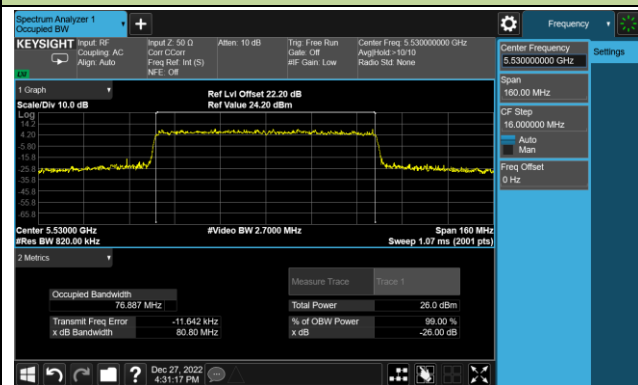 Spectrum Analyzer 1
Occupied BW
+
Frequency
KEYSIGHT
Input: RF
Coupling: AC
Align: Auto
Input Z: 50 Ω
Corr CCorr
Freq Ref: Int (S)
NFE: Off
Atten: 10 dB
Trig: Free Run
Gate: Off
#IF Gain: Low
Center Freq: 5.530000000 GHz
Avg|Hold:>10/10
Radio Std: None
Center Frequency
5.530000000 GHz
Settings
Span
160.00 MHz
CF Step
16.000000 MHz
Auto
Man
Freq Offset
0 Hz
1 Graph
Scale/Div 10.0 dB
Ref Lvl Offset 22.20 dB
Ref Value 24.20 dBm
Log
14.2
4.20
-5.80
-15.8
-25.8
-35.8
-45.8
-55.8
-65.8
Center 5.53000 GHz
#Res BW 820.00 kHz
#Video BW 2.7000 MHz
Span 160 MHz
Sweep 1.07 ms (2001 pts)
2 Metrics
Measure Trace
Trace 1
Occupied Bandwidth
76.887 MHz
Total Power
26.0 dBm
Transmit Freq Error
-11.642 kHz
% of OBW Power
99.00 %
x dB Bandwidth
80.80 MHz
x dB
-26.00 dB
?
Dec 27, 2022
4:31:17 PM